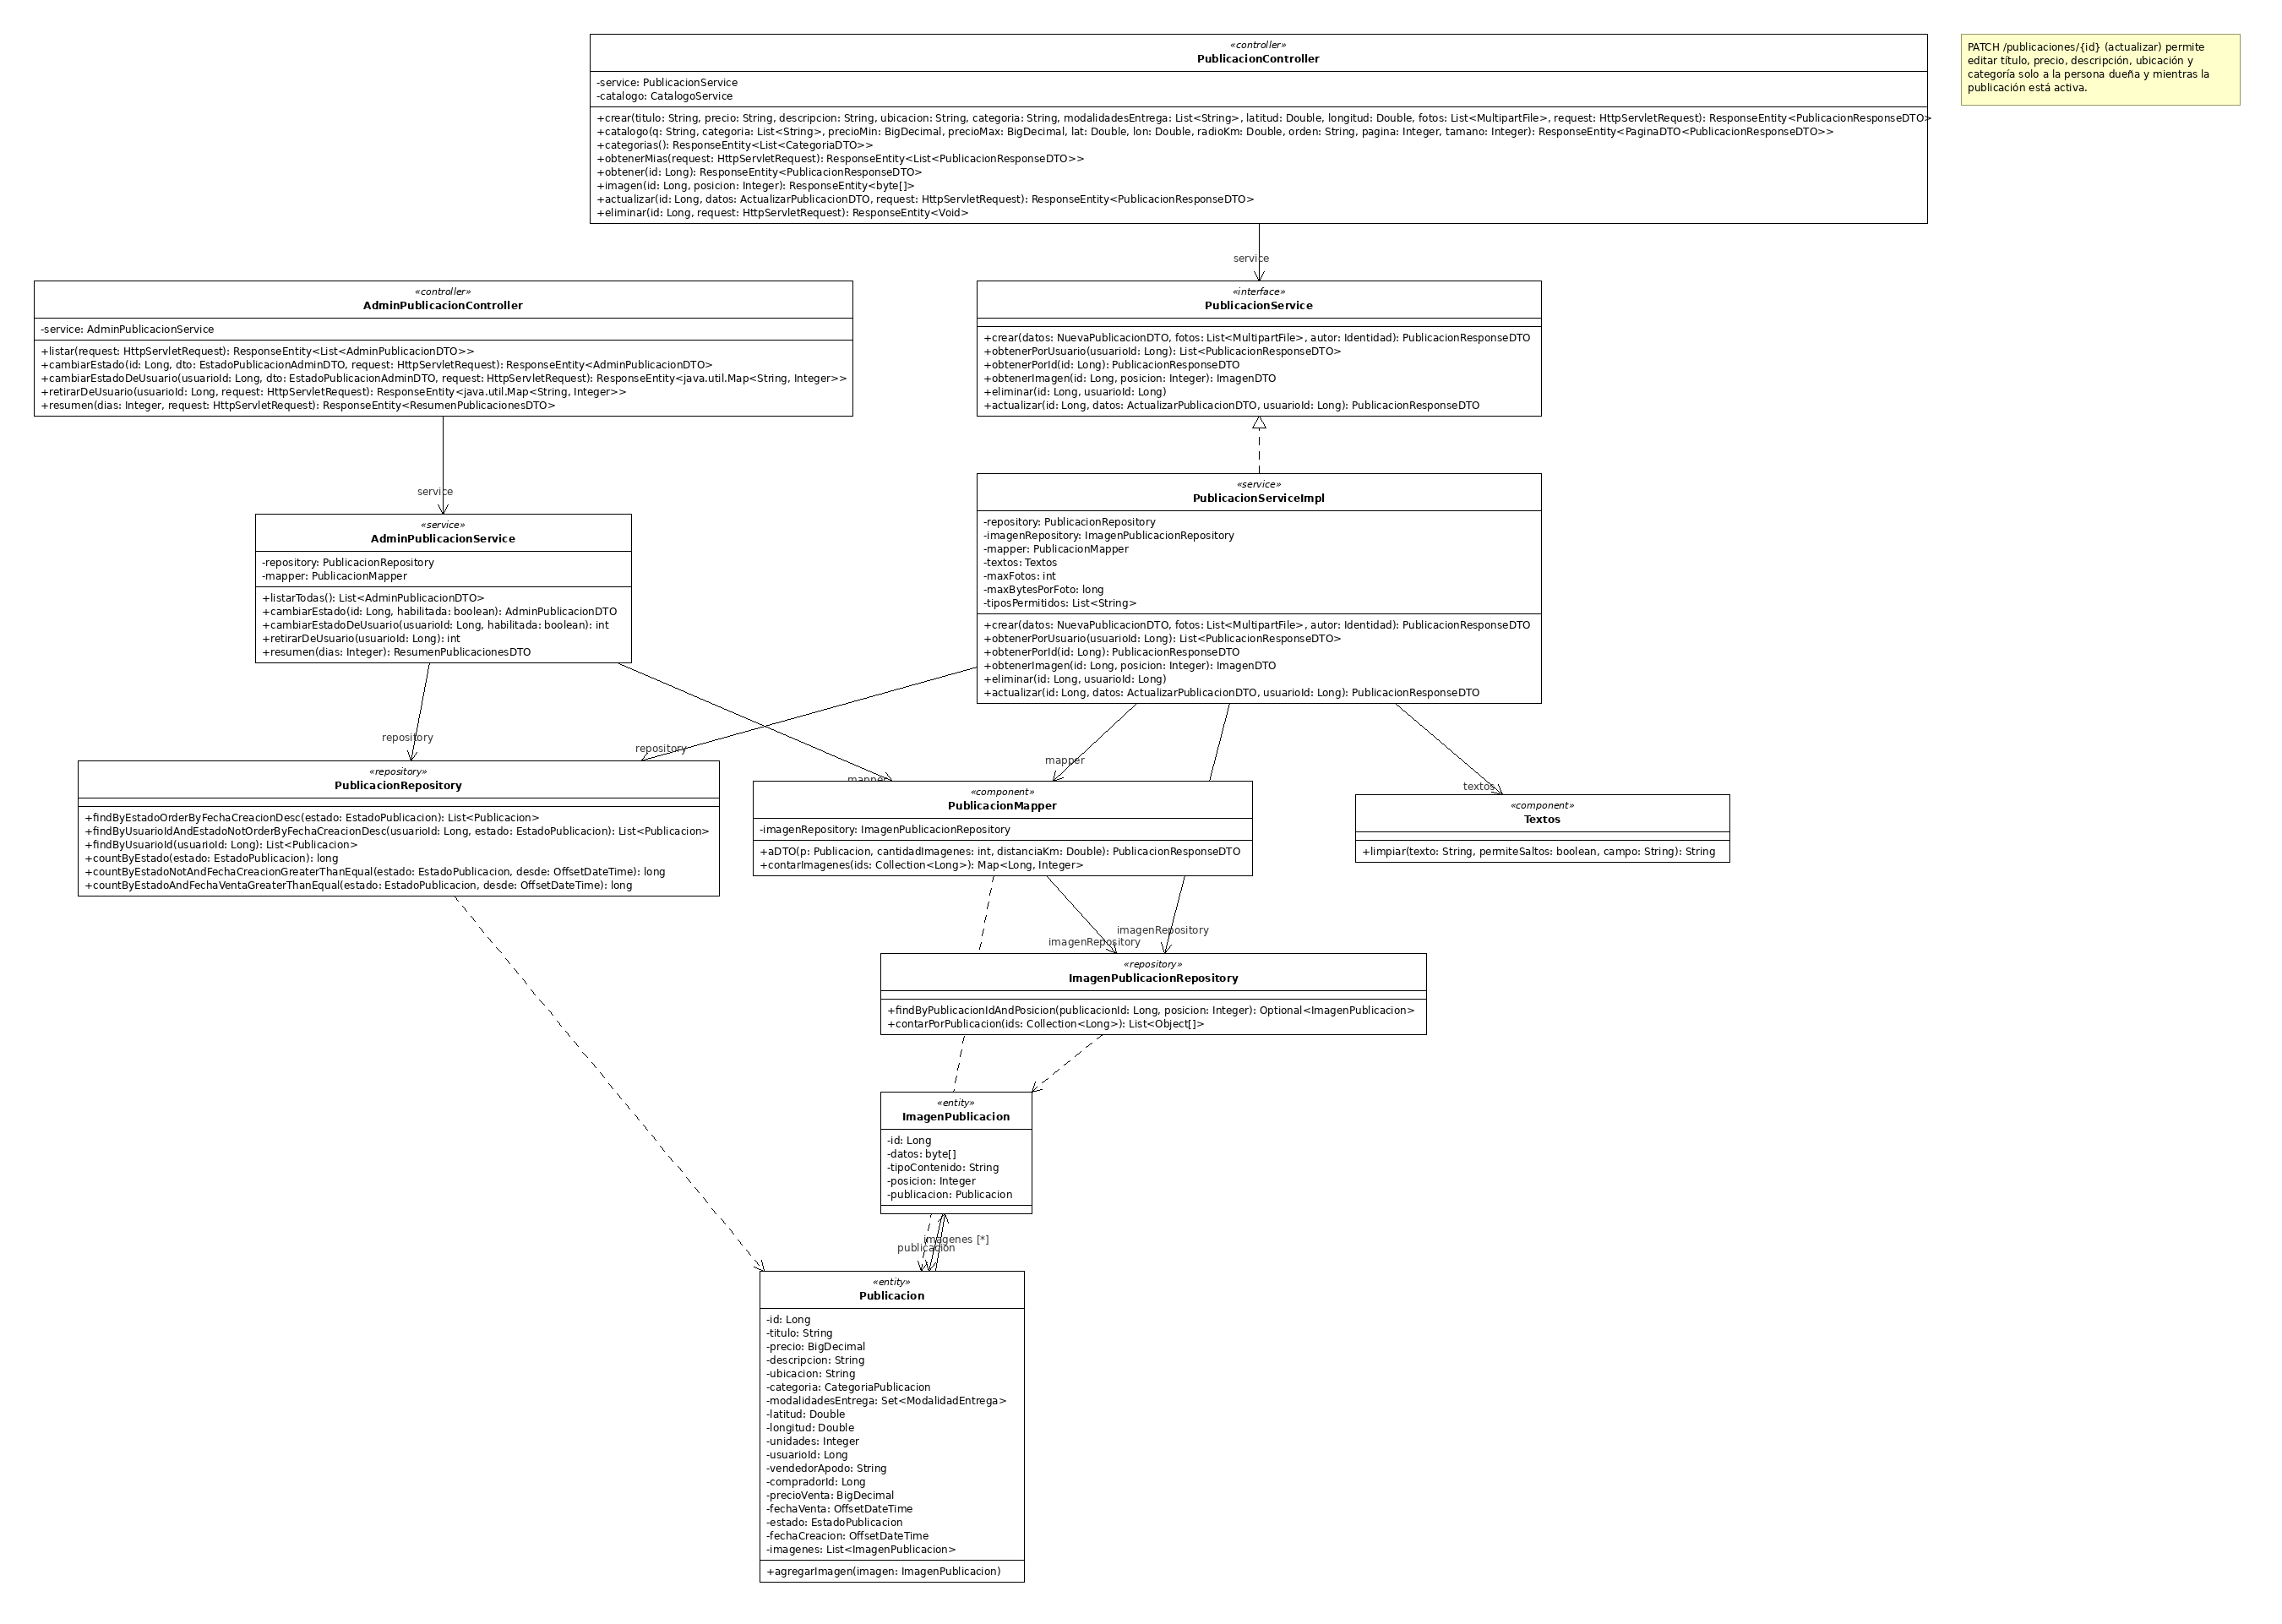 «controller»
PublicacionController
-service: PublicacionService
-catalogo: CatalogoService
+crear(titulo: String, precio: String, descripcion: String, ubicacion: String, categoria: String, modalidadesEntrega: List<String>, latitud: Double, longitud: Double, fotos: List<MultipartFile>, request: HttpServletRequest): ResponseEntity<PublicacionResponseDTO>
+catalogo(q: String, categoria: List<String>, precioMin: BigDecimal, precioMax: BigDecimal, lat: Double, lon: Double, radioKm: Double, orden: String, pagina: Integer, tamano: Integer): ResponseEntity<PaginaDTO<PublicacionResponseDTO>>
+categorias(): ResponseEntity<List<CategoriaDTO>>
+obtenerMias(request: HttpServletRequest): ResponseEntity<List<PublicacionResponseDTO>>
+obtener(id: Long): ResponseEntity<PublicacionResponseDTO>
+imagen(id: Long, posicion: Integer): ResponseEntity<byte[]>
+actualizar(id: Long, datos: ActualizarPublicacionDTO, request: HttpServletRequest): ResponseEntity<PublicacionResponseDTO>
+eliminar(id: Long, request: HttpServletRequest): ResponseEntity<Void>
PATCH /publicaciones/{id} (actualizar) permite
editar título, precio, descripción, ubicación y
categoría solo a la persona dueña y mientras la
publicación está activa.
service
«controller»
AdminPublicacionController
-service: AdminPublicacionService
+listar(request: HttpServletRequest): ResponseEntity<List<AdminPublicacionDTO>>
+cambiarEstado(id: Long, dto: EstadoPublicacionAdminDTO, request: HttpServletRequest): ResponseEntity<AdminPublicacionDTO>
+cambiarEstadoDeUsuario(usuarioId: Long, dto: EstadoPublicacionAdminDTO, request: HttpServletRequest): ResponseEntity<java.util.Map<String, Integer>>
+retirarDeUsuario(usuarioId: Long, request: HttpServletRequest): ResponseEntity<java.util.Map<String, Integer>>
+resumen(dias: Integer, request: HttpServletRequest): ResponseEntity<ResumenPublicacionesDTO>
«interface»
PublicacionService
+crear(datos: NuevaPublicacionDTO, fotos: List<MultipartFile>, autor: Identidad): PublicacionResponseDTO
+obtenerPorUsuario(usuarioId: Long): List<PublicacionResponseDTO>
+obtenerPorId(id: Long): PublicacionResponseDTO
+obtenerImagen(id: Long, posicion: Integer): ImagenDTO
+eliminar(id: Long, usuarioId: Long)
+actualizar(id: Long, datos: ActualizarPublicacionDTO, usuarioId: Long): PublicacionResponseDTO
service
«service»
AdminPublicacionService
-repository: PublicacionRepository
-mapper: PublicacionMapper
+listarTodas(): List<AdminPublicacionDTO>
+cambiarEstado(id: Long, habilitada: boolean): AdminPublicacionDTO
+cambiarEstadoDeUsuario(usuarioId: Long, habilitada: boolean): int
+retirarDeUsuario(usuarioId: Long): int
+resumen(dias: Integer): ResumenPublicacionesDTO
«service»
PublicacionServiceImpl
-repository: PublicacionRepository
-imagenRepository: ImagenPublicacionRepository
-mapper: PublicacionMapper
-textos: Textos
-maxFotos: int
-maxBytesPorFoto: long
-tiposPermitidos: List<String>
+crear(datos: NuevaPublicacionDTO, fotos: List<MultipartFile>, autor: Identidad): PublicacionResponseDTO
+obtenerPorUsuario(usuarioId: Long): List<PublicacionResponseDTO>
+obtenerPorId(id: Long): PublicacionResponseDTO
+obtenerImagen(id: Long, posicion: Integer): ImagenDTO
+eliminar(id: Long, usuarioId: Long)
+actualizar(id: Long, datos: ActualizarPublicacionDTO, usuarioId: Long): PublicacionResponseDTO
repository
repository
mapper
mapper
textos
«repository»
PublicacionRepository
+findByEstadoOrderByFechaCreacionDesc(estado: EstadoPublicacion): List<Publicacion>
+findByUsuarioIdAndEstadoNotOrderByFechaCreacionDesc(usuarioId: Long, estado: EstadoPublicacion): List<Publicacion>
+findByUsuarioId(usuarioId: Long): List<Publicacion>
+countByEstado(estado: EstadoPublicacion): long
+countByEstadoNotAndFechaCreacionGreaterThanEqual(estado: EstadoPublicacion, desde: OffsetDateTime): long
+countByEstadoAndFechaVentaGreaterThanEqual(estado: EstadoPublicacion, desde: OffsetDateTime): long
«component»
PublicacionMapper
-imagenRepository: ImagenPublicacionRepository
+aDTO(p: Publicacion, cantidadImagenes: int, distanciaKm: Double): PublicacionResponseDTO
+contarImagenes(ids: Collection<Long>): Map<Long, Integer>
«component»
Textos
+limpiar(texto: String, permiteSaltos: boolean, campo: String): String
imagenRepository
imagenRepository
«repository»
ImagenPublicacionRepository
+findByPublicacionIdAndPosicion(publicacionId: Long, posicion: Integer): Optional<ImagenPublicacion>
+contarPorPublicacion(ids: Collection<Long>): List<Object[]>
«entity»
ImagenPublicacion
-id: Long
-datos: byte[]
-tipoContenido: String
-posicion: Integer
-publicacion: Publicacion
imagenes [*]
publicacion
«entity»
Publicacion
-id: Long
-titulo: String
-precio: BigDecimal
-descripcion: String
-ubicacion: String
-categoria: CategoriaPublicacion
-modalidadesEntrega: Set<ModalidadEntrega>
-latitud: Double
-longitud: Double
-unidades: Integer
-usuarioId: Long
-vendedorApodo: String
-compradorId: Long
-precioVenta: BigDecimal
-fechaVenta: OffsetDateTime
-estado: EstadoPublicacion
-fechaCreacion: OffsetDateTime
-imagenes: List<ImagenPublicacion>
+agregarImagen(imagen: ImagenPublicacion)